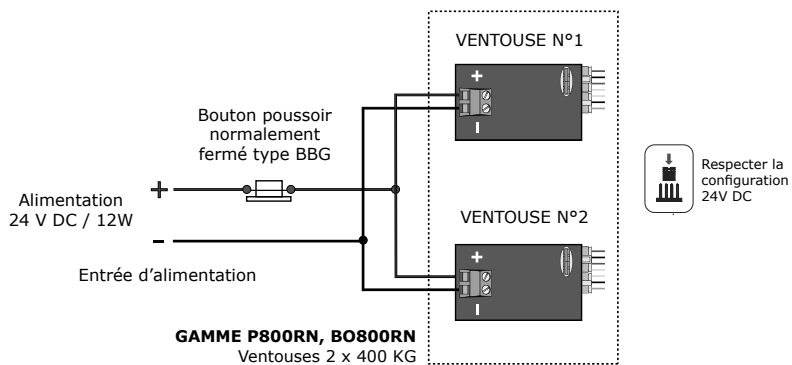 VENTOUSE N°1
+
–
Bouton poussoir
normalement
fermé type BBG
+
Alimentation
24 V DC / 12W
–
Entrée d’alimentation
VENTOUSE N°2
+
–
Respecter la
configuration
24V DC
GAMME P800RN, BO800RN
Ventouses 2 x 400 KG